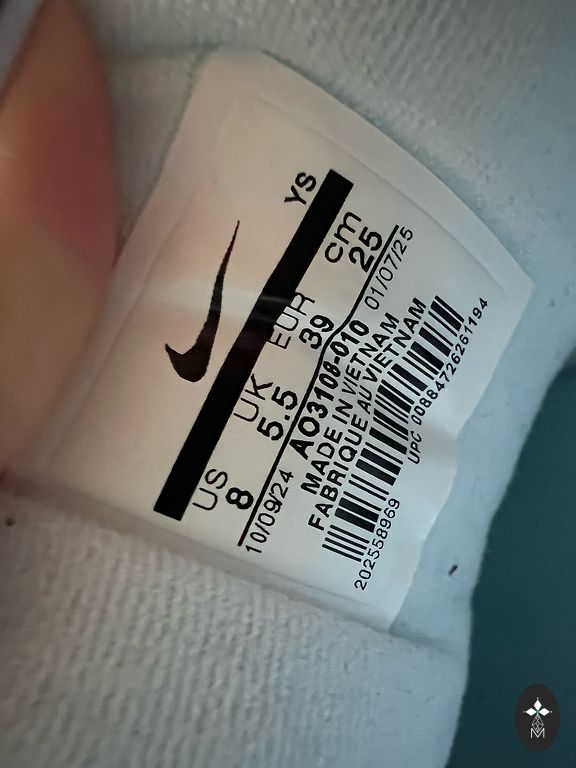 YS
US UK EUR cm
8 5.5 39 25
10/09/24 AO3108-010 01/07/25
MADE IN VIETNAM
FABRIQUE AU VIETNAM
202558969 UPC 00884726261194
M